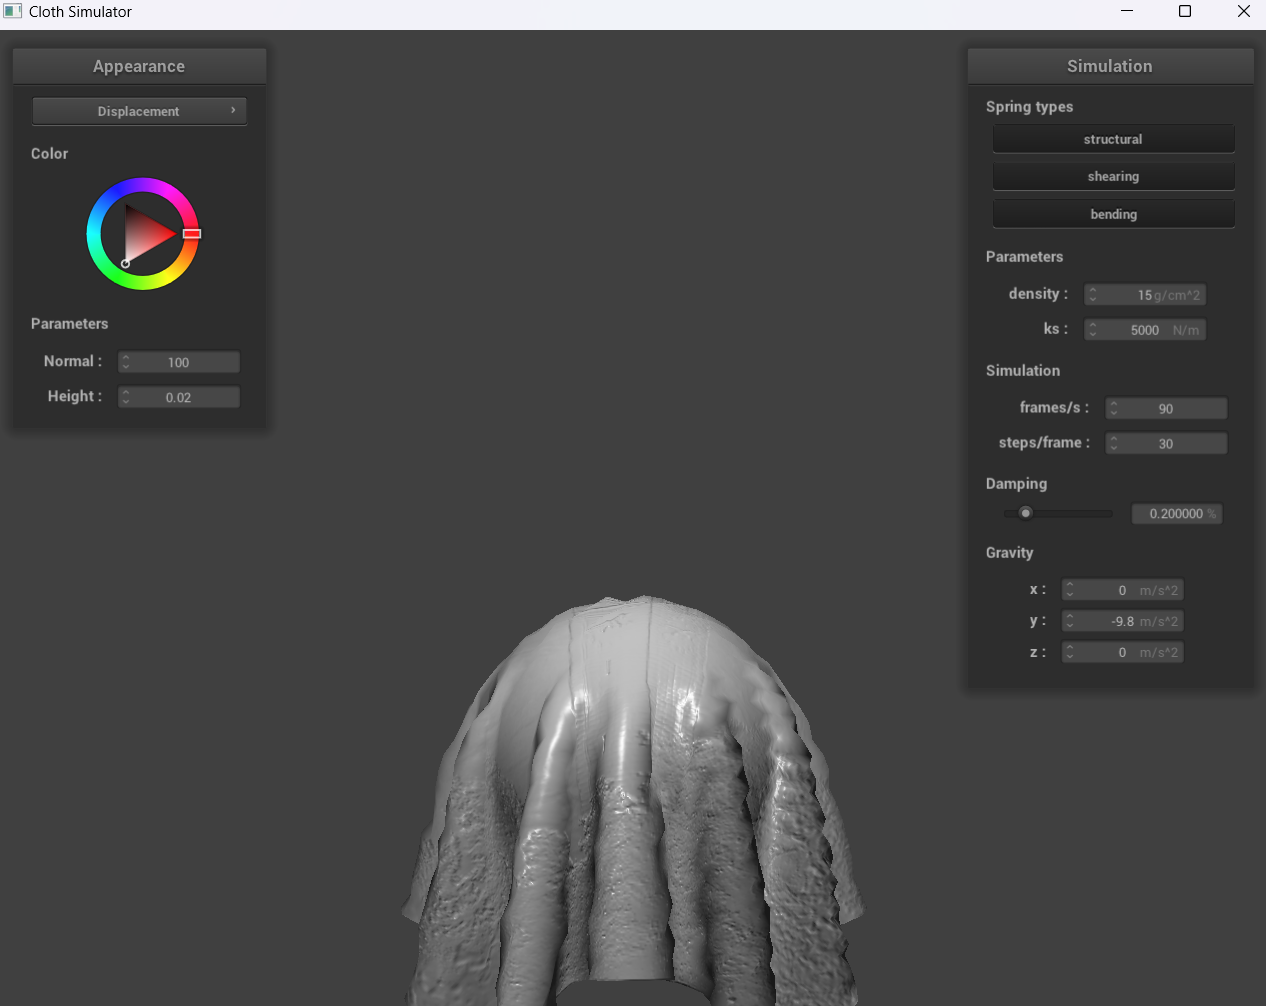 Cloth Simulator
Appearance
Displacement
Color
Parameters
Normal : 100
Height : 0.02
Simulation
Spring types
structural
shearing
bending
Parameters
density : 15 g/cm^2
ks : 5000 N/m
Simulation
frames/s : 90
steps/frame : 30
Damping
0.200000 %
Gravity
x : 0 m/s^2
y : -9.8 m/s^2
z : 0 m/s^2